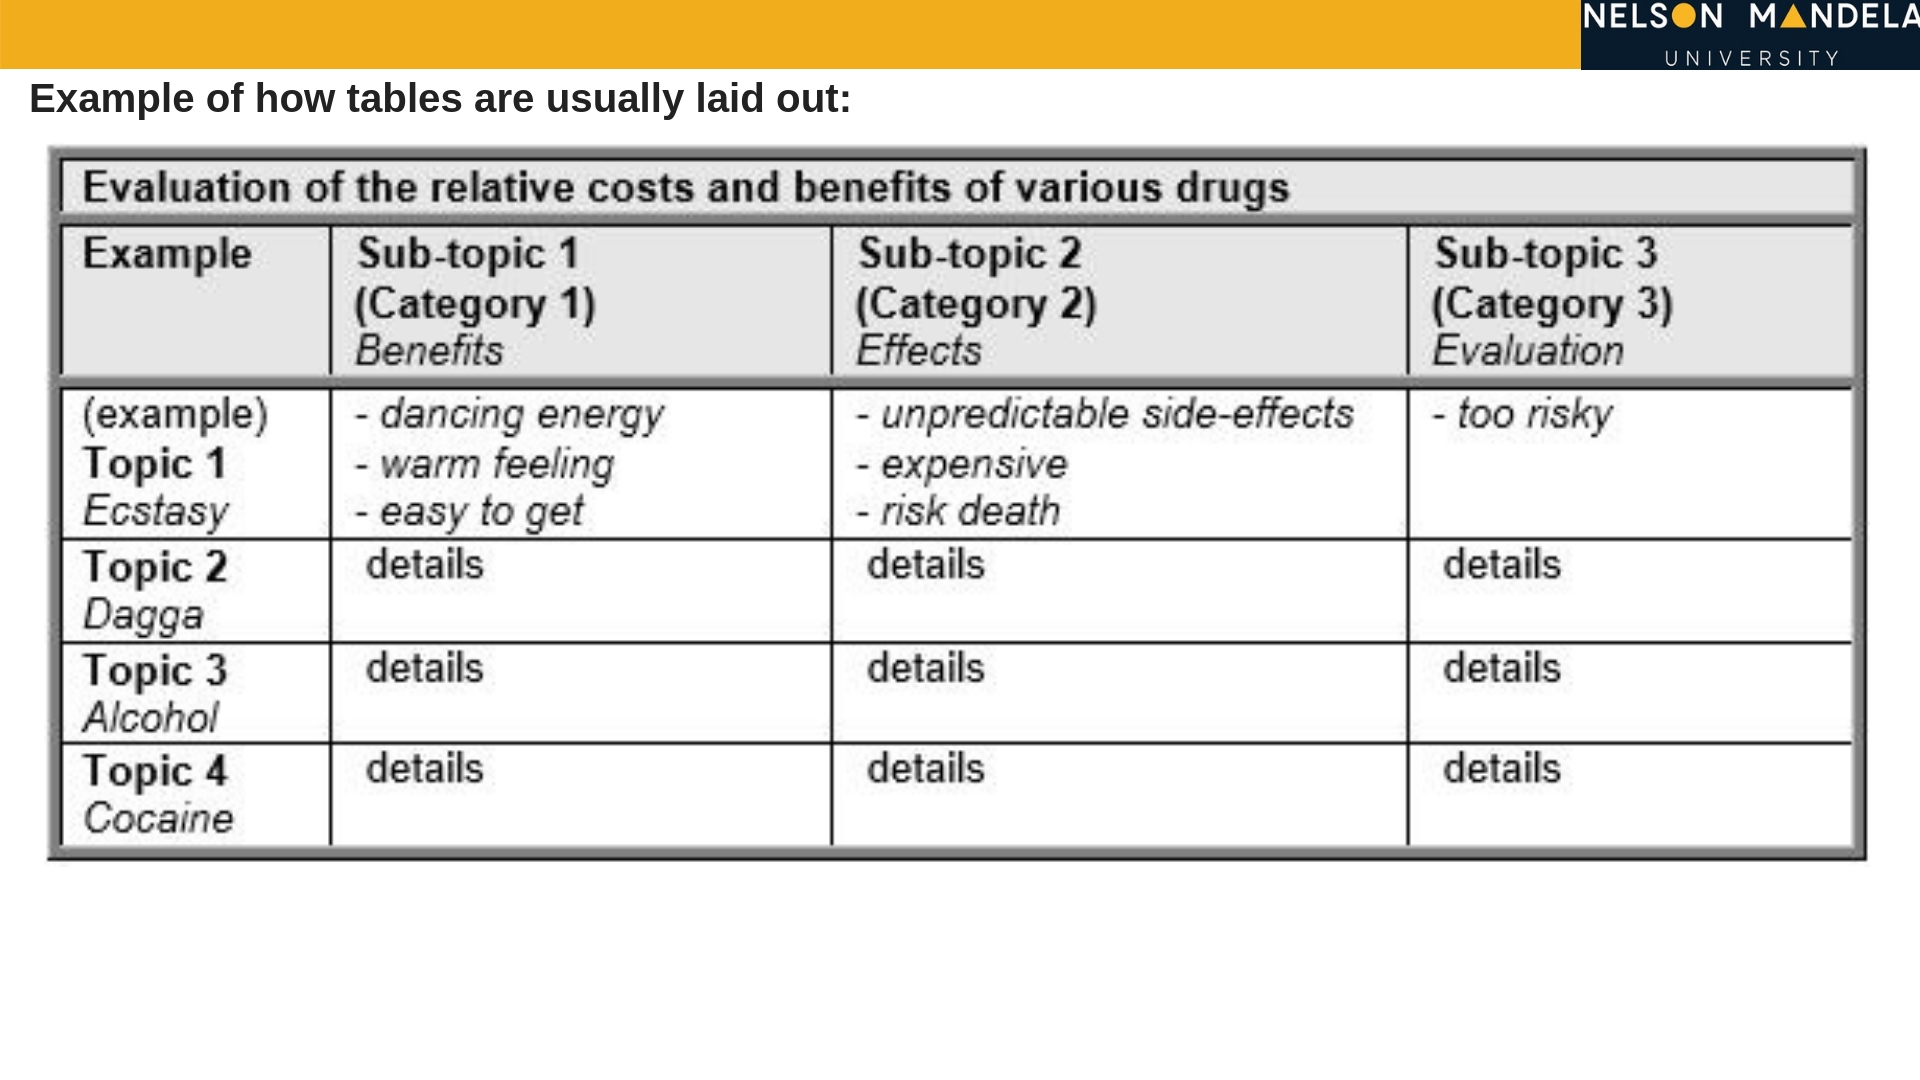 NELSON MANDELA
UNIVERSITY
Example of how tables are usually laid out:
Evaluation of the relative costs and benefits of various drugs
Example
Sub-topic 1
(Category 1)
Benefits
Sub-topic 2
(Category 2)
Effects
Sub-topic 3
(Category 3)
Evaluation
(example)
Topic 1
Ecstasy
- dancing energy
- warm feeling
- easy to get
- unpredictable side-effects
- expensive
- risk death
- too risky
Topic 2
Dagga
details
details
details
Topic 3
Alcohol
details
details
details
Topic 4
Cocaine
details
details
details